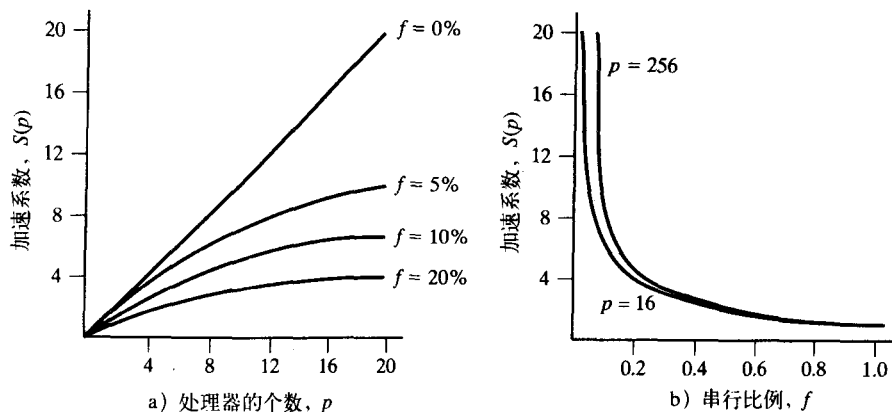 加速系数, S(p)
20
16
12
8
4
4
8
12
16
20
f = 0%
f = 5%
f = 10%
f = 20%
a) 处理器的个数, p
加速系数, S(p)
20
16
12
8
4
0.2
0.4
0.6
0.8
1.0
p = 256
p = 16
b) 串行比例, f